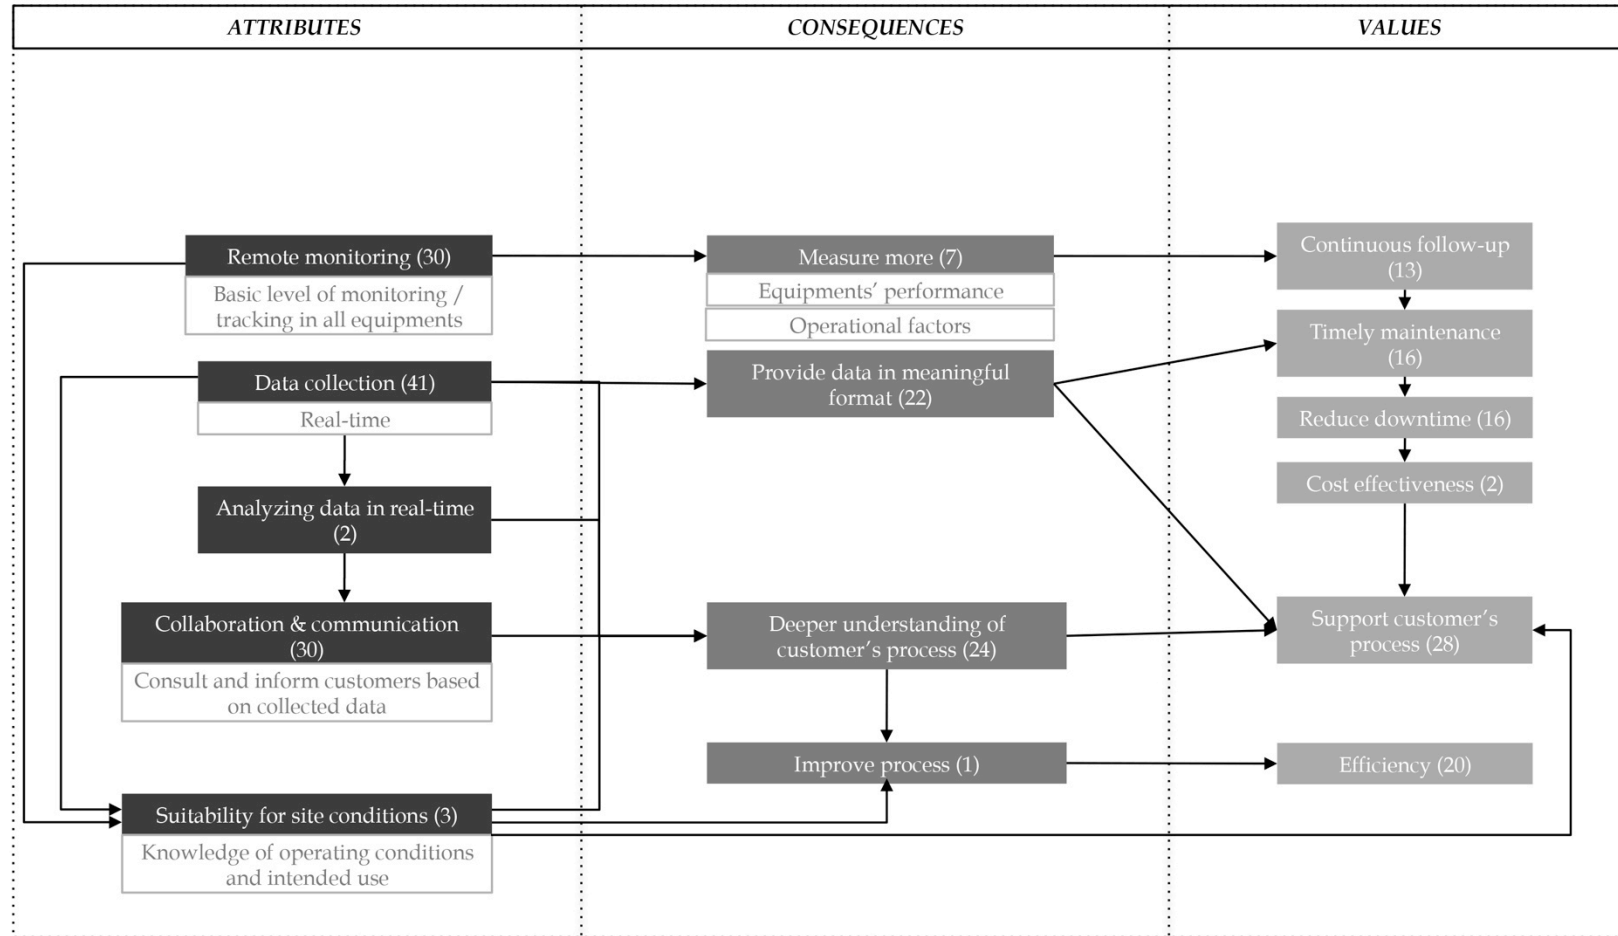 ATTRIBUTES
CONSEQUENCES
VALUES
Remote monitoring (30)
Basic level of monitoring /
tracking in all equipments
Data collection (41)
Real-time
Analyzing data in real-time
(2)
Collaboration & communication
(30)
Consult and inform customers based
on collected data
Suitability for site conditions (3)
Knowledge of operating conditions
and intended use
Measure more (7)
Equipments’ performance
Operational factors
Provide data in meaningful
format (22)
Deeper understanding of
customer’s process (24)
Improve process (1)
Continuous follow-up
(13)
Timely maintenance
(16)
Reduce downtime (16)
Cost effectiveness (2)
Support customer’s
process (28)
Efficiency (20)